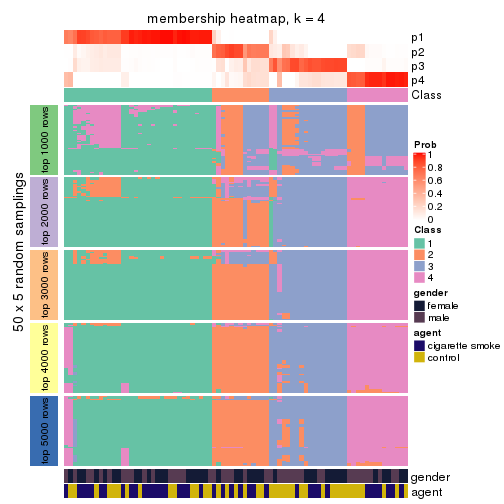 membership heatmap, k = 4
p1
p2
p3
p4
Class
50 x 5 random samplings
top 1000 rows
top 2000 rows
top 3000 rows
top 4000 rows
top 5000 rows
Prob
1
0.8
0.6
0.4
0.2
0
Class
1
2
3
4
gender
female
male
agent
cigarette smoke
control
gender
agent